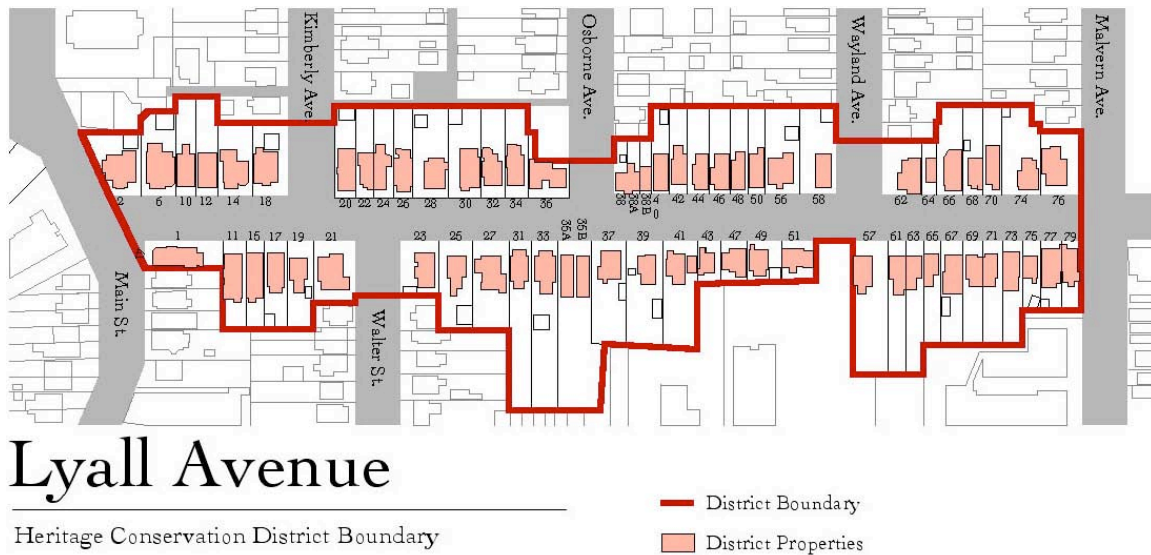 Kimberly Ave.
Osborne Ave.
Wayland Ave.
Malvern Ave.
2 6 10 12 14 18 20 22 24 26 28 30 32 34 36 38 38A 38B 40 42 44 46 48 50 56 58 62 64 66 68 70 74 76
1 11 15 17 19 21 23 25 27 31 33 35A 35B 37 39 41 43 47 49 51 57 61 63 65 67 69 71 73 75 77 79
Main St.
Walter St.
Lyall Avenue
Heritage Conservation District Boundary
District Boundary
District Properties